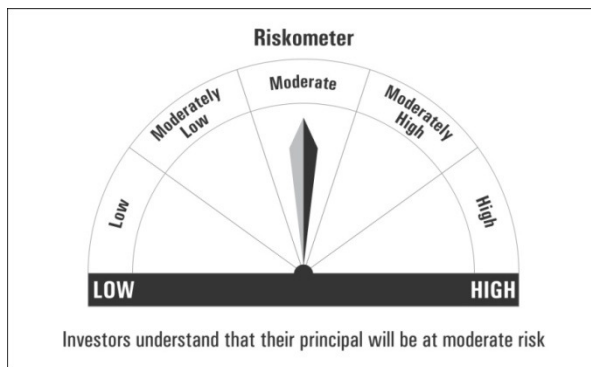 Riskometer
Moderate
Moderately
Low
Moderately
High
Low
High
LOW
HIGH
Investors understand that their principal will be at moderate risk